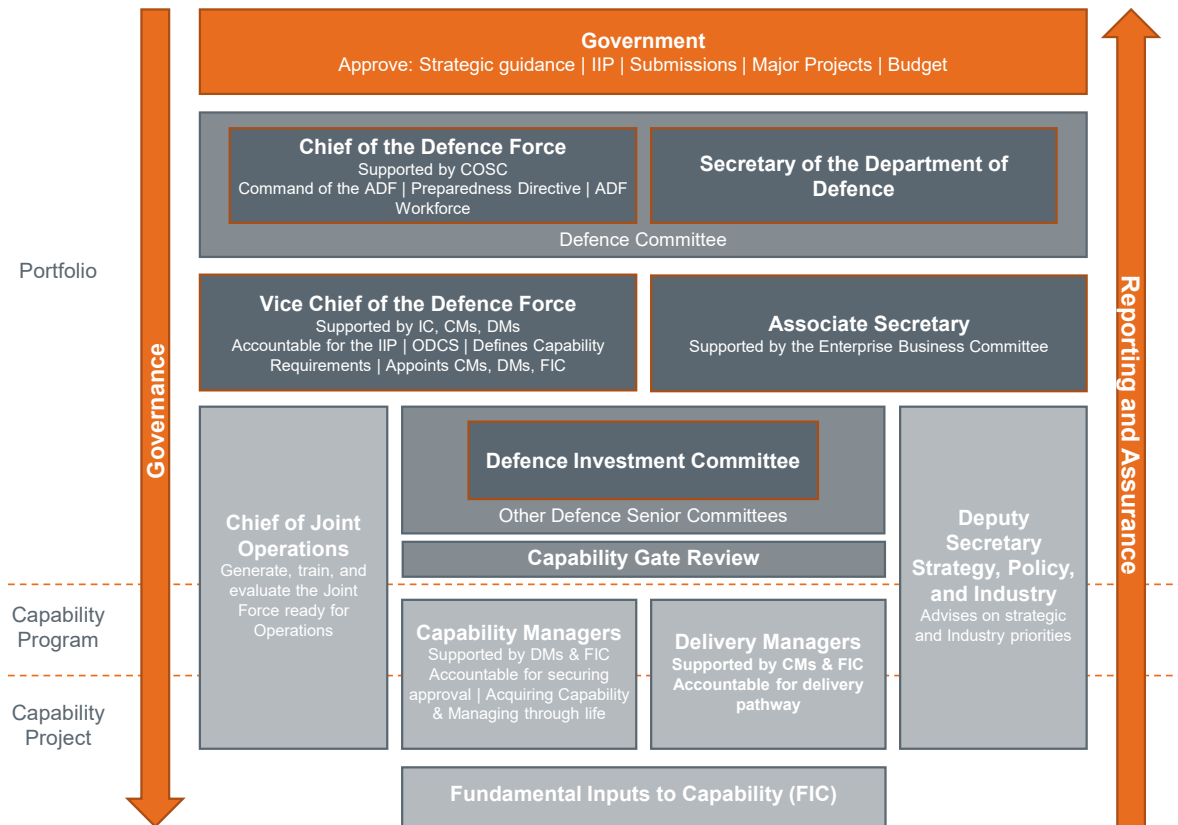 Government
Approve: Strategic guidance | IIP | Submissions | Major Projects | Budget
Chief of the Defence Force
Supported by COSC
Command of the ADF | Preparedness Directive | ADF
Workforce
Secretary of the Department of
Defence
Defence Committee
Portfolio
Vice Chief of the Defence Force
Supported by IC, CMs, DMs
Accountable for the IIP | ODCS | Defines Capability
Requirements | Appoints CMs, DMs, FIC
Associate Secretary
Supported by the Enterprise Business Committee
Governance
Reporting and Assurance
Chief of Joint
Operations
Generate, train, and
evaluate the Joint
Force ready for
Operations
Defence Investment Committee
Other Defence Senior Committees
Capability Gate Review
Deputy
Secretary
Strategy, Policy,
and Industry
Advises on strategic
and Industry priorities
Capability
Program
Capability Managers
Supported by DMs & FIC
Accountable for securing
approval | Acquiring Capability
& Managing through life
Delivery Managers
Supported by CMs & FIC
Accountable for delivery
pathway
Capability
Project
Fundamental Inputs to Capability (FIC)